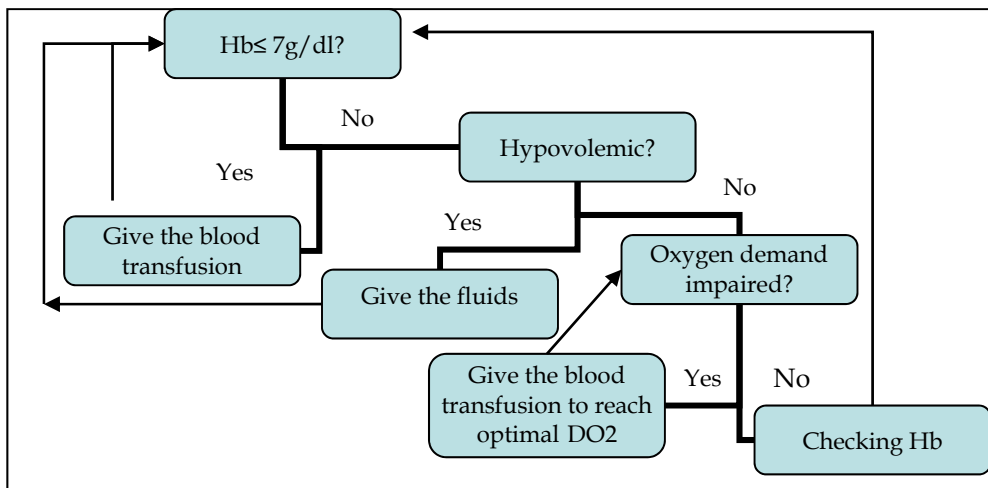 Hb≤ 7g/dl?
No
Hypovolemic?
Yes
No
Yes
Give the blood
transfusion
Oxygen demand
impaired?
Give the fluids
Give the blood
transfusion to reach
optimal DO2
Yes
No
Checking Hb